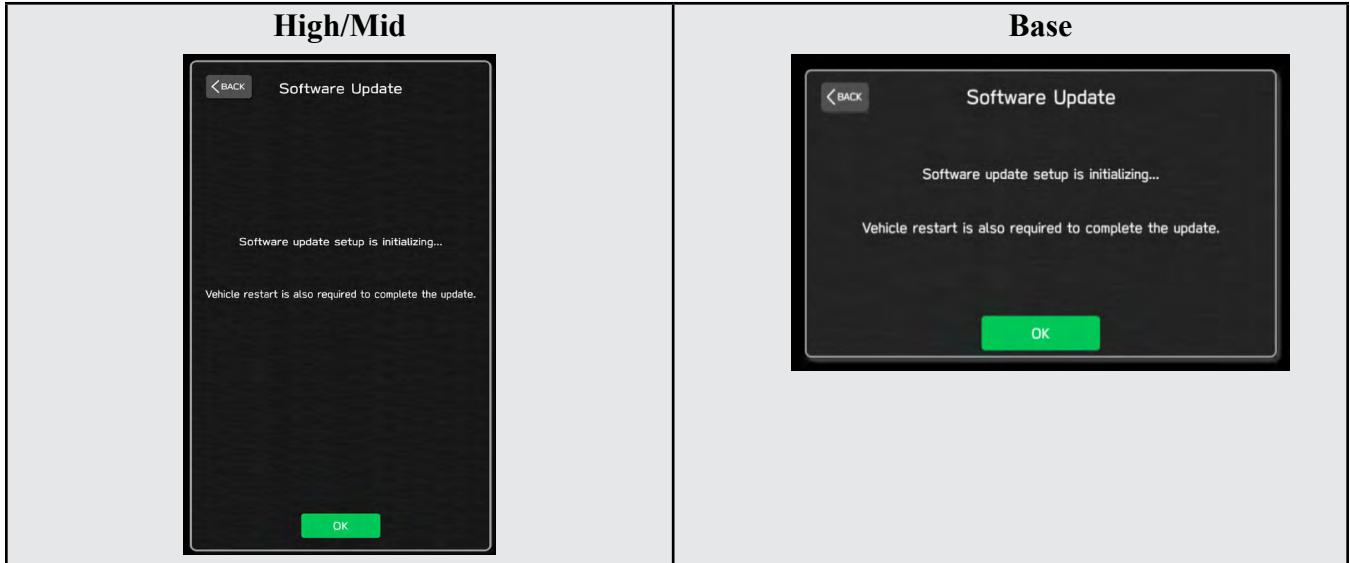 High/Mid
BACK
Software Update
Software update setup is initializing...
Vehicle restart is also required to complete the update.
OK
Base
BACK
Software Update
Software update setup is initializing...
Vehicle restart is also required to complete the update.
OK